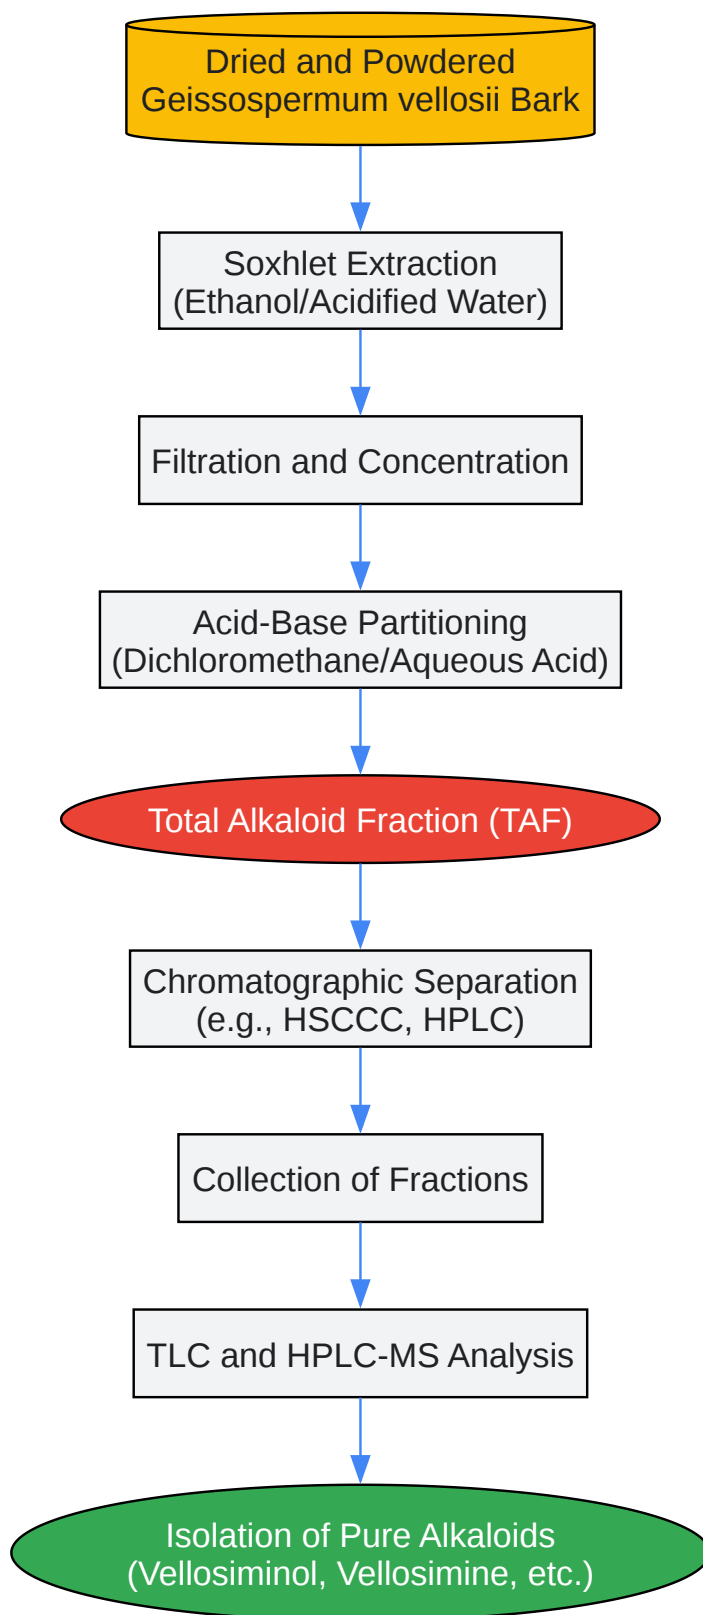 Dried and Powdered
Geissospermum vellosii Bark
Soxhlet Extraction
(Ethanol/Acidified Water)
Filtration and Concentration
Acid-Base Partitioning
(Dichloromethane/Aqueous Acid)
Total Alkaloid Fraction (TAF)
Chromatographic Separation
(e.g., HSCCC, HPLC)
Collection of Fractions
TLC and HPLC-MS Analysis
Isolation of Pure Alkaloids
(Vellosiminol, Vellosimine, etc.)